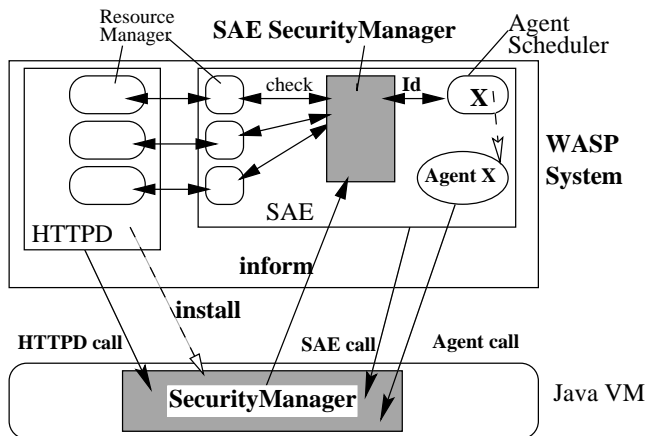 Resource
Manager
SAE SecurityManager
Agent
Scheduler
check
Id
X
WASP
System
Agent X
SAE
HTTPD
inform
install
HTTPD call
SAE call
Agent call
SecurityManager
Java VM